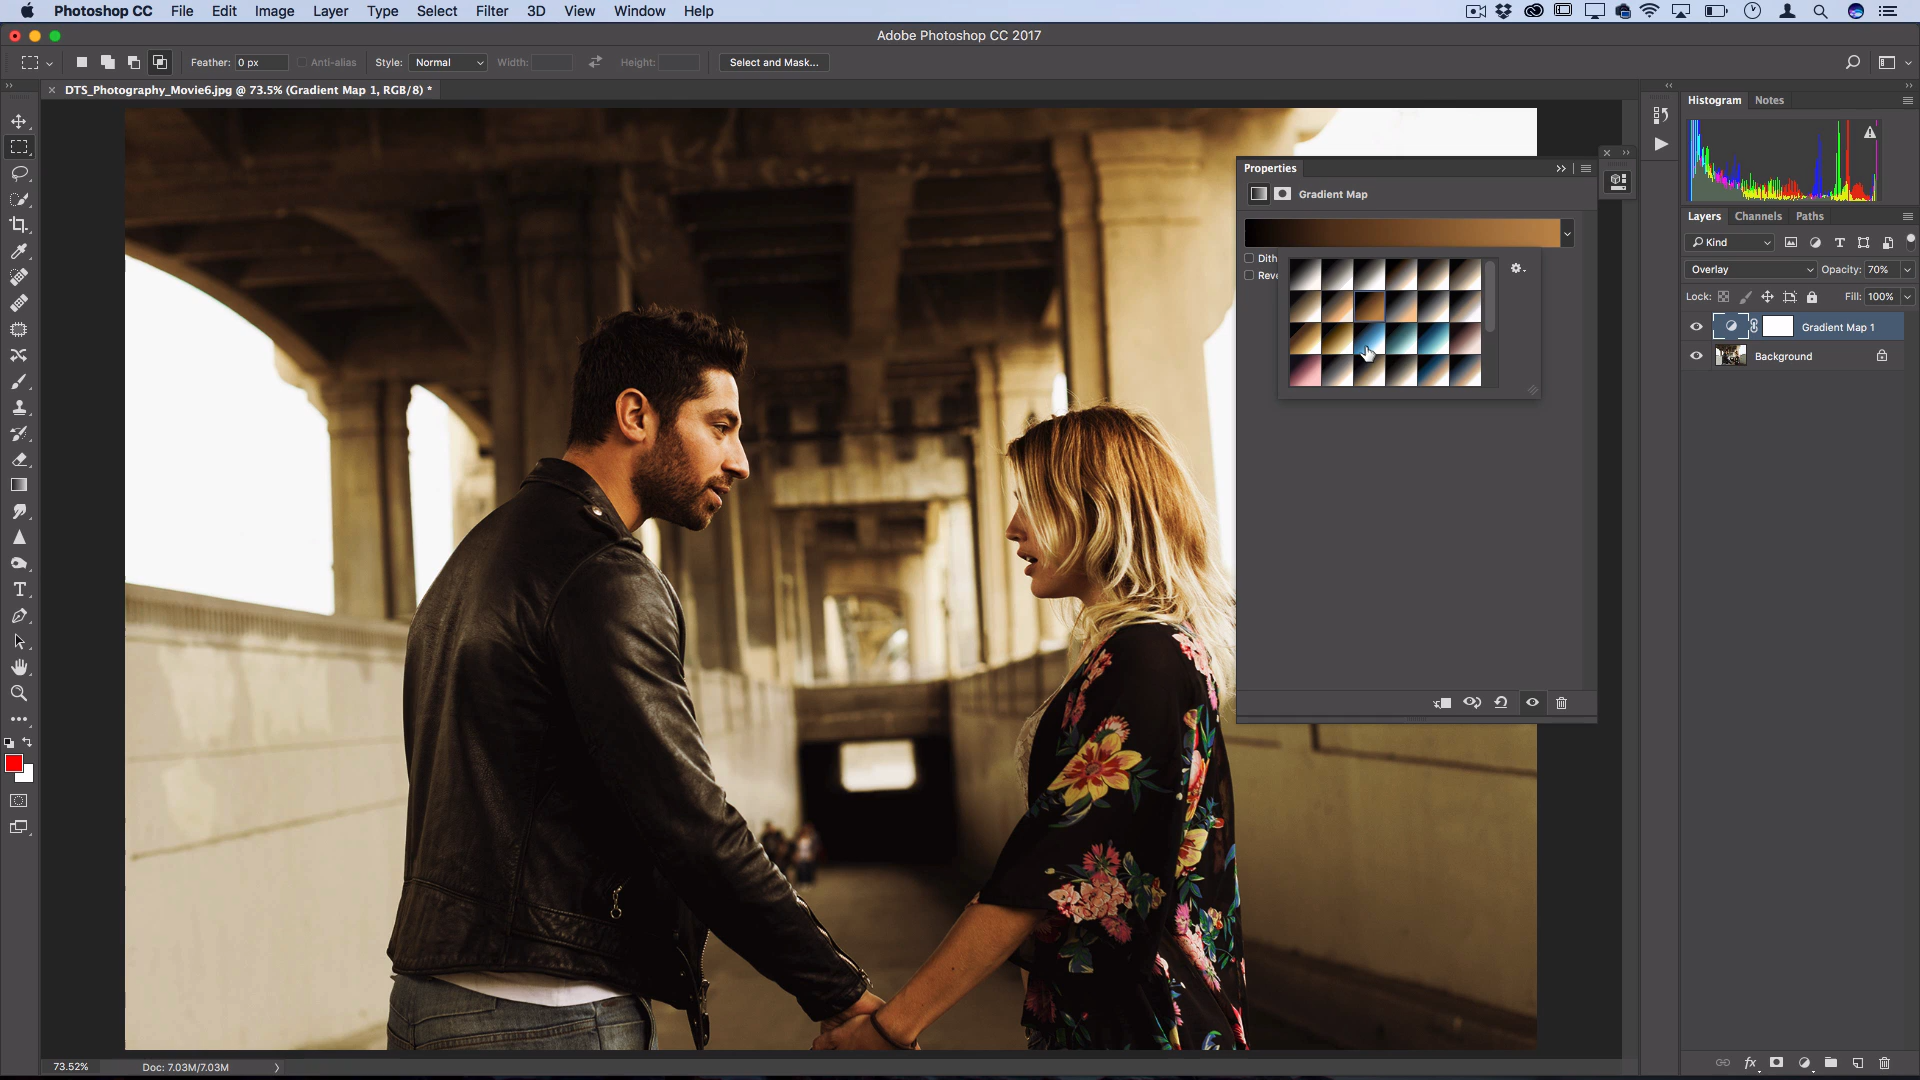 Photoshop CC File Edit Image Layer Type Select Filter 3D View Window Help
Adobe Photoshop CC 2017
Feather: 0 px Anti-alias Style: Normal Width: Height: Select and Mask...
DTS_Photography_Movie6.jpg @ 73.5% (Gradient Map 1, RGB/8) *
Histogram Notes
Properties
Gradient Map
Dith
Reve
Layers Channels Paths
Kind
Overlay Opacity: 70%
Lock: Fill: 100%
Gradient Map 1
Background
73.52% Doc: 7.03M/7.03M